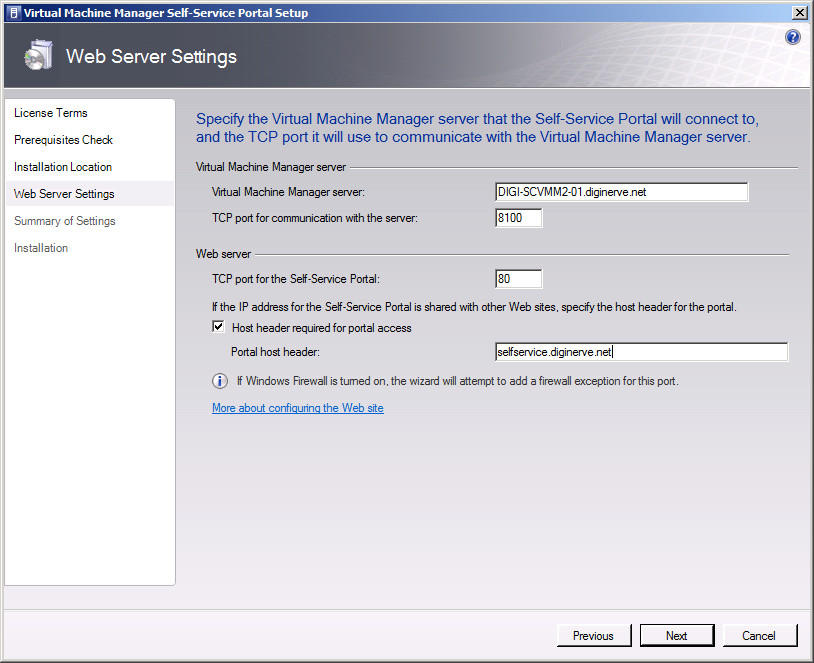 Virtual Machine Manager Self-Service Portal Setup
Web Server Settings
License Terms
Prerequisites Check
Installation Location
Web Server Settings
Summary of Settings
Installation
Specify the Virtual Machine Manager server that the Self-Service Portal will connect to,
and the TCP port it will use to communicate with the Virtual Machine Manager server.
Virtual Machine Manager server
Virtual Machine Manager server: DIGI-SCVMM2-01.diginerve.net
TCP port for communication with the server: 8100
Web server
TCP port for the Self-Service Portal: 80
If the IP address for the Self-Service Portal is shared with other Web sites, specify the host header for the portal.
Host header required for portal access
Portal host header: selfservice.diginerve.net
If Windows Firewall is turned on, the wizard will attempt to add a firewall exception for this port.
More about configuring the Web site
Previous Next Cancel